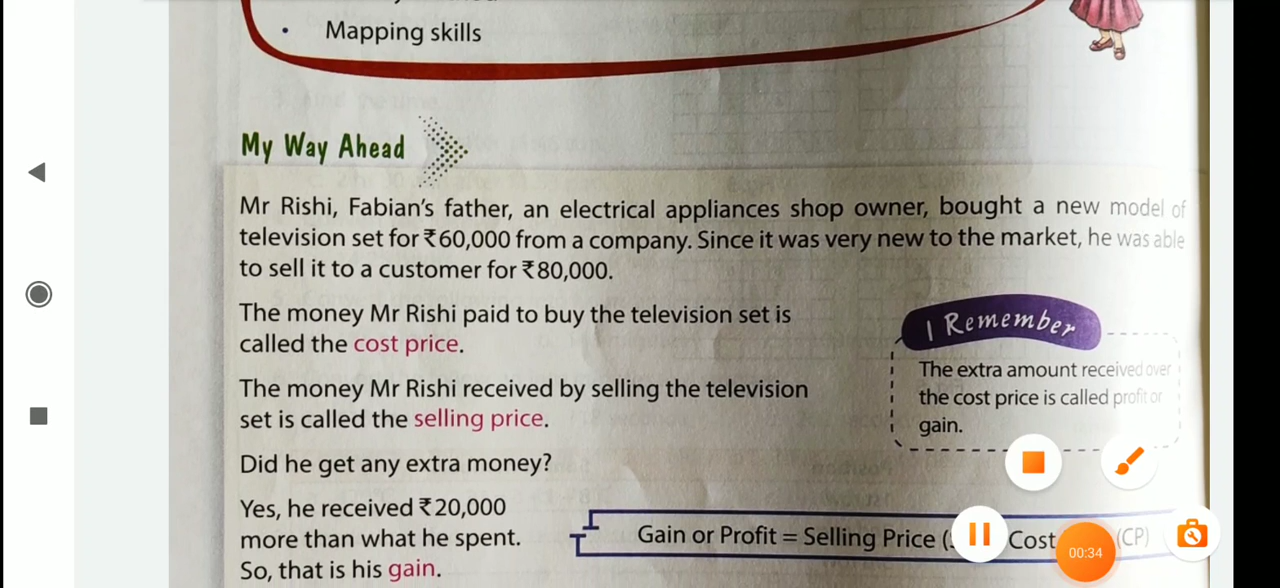 Mapping skills
My Way Ahead
Mr Rishi, Fabian's father, an electrical appliances shop owner, bought a new model of
television set for ₹60,000 from a company. Since it was very new to the market, he was able
to sell it to a customer for ₹80,000.
The money Mr Rishi paid to buy the television set is
called the cost price.
The money Mr Rishi received by selling the television
set is called the selling price.
Did he get any extra money?
Yes, he received ₹20,000
more than what he spent.
So, that is his gain.
I Remember
The extra amount received over
the cost price is called profit or
gain.
Gain or Profit = Selling Price ( Cost (CP)
00:34